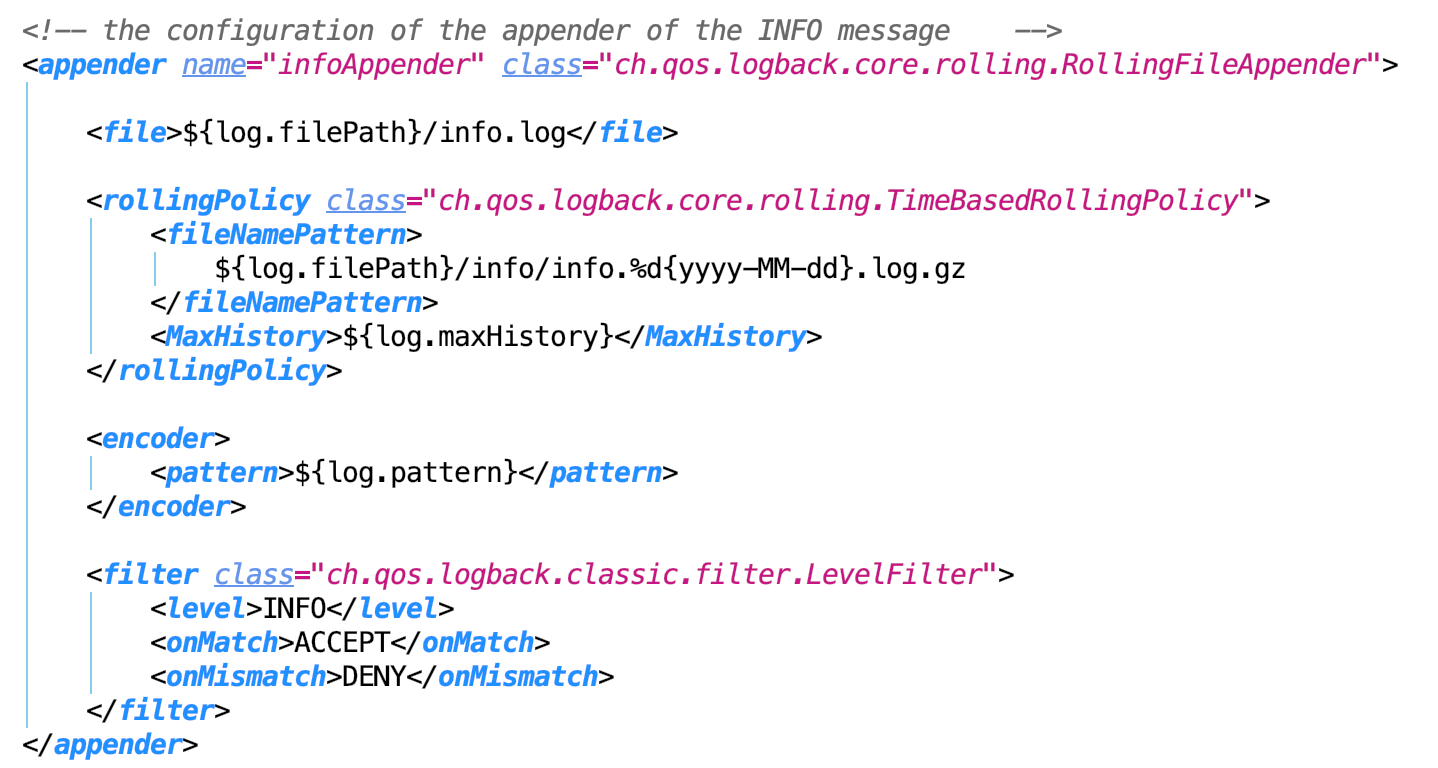 <!-- the configuration of the appender of the INFO message    -->
<appender name="infoAppender" class="ch.qos.logback.core.rolling.RollingFileAppender">
<file>${log.filePath}/info.log</file>
<rollingPolicy class="ch.qos.logback.core.rolling.TimeBasedRollingPolicy">
<fileNamePattern>
${log.filePath}/info/info.%d{yyyy-MM-dd}.log.gz
</fileNamePattern>
<MaxHistory>${log.maxHistory}</MaxHistory>
</rollingPolicy>
<encoder>
<pattern>${log.pattern}</pattern>
</encoder>
<filter class="ch.qos.logback.classic.filter.LevelFilter">
<level>INFO</level>
<onMatch>ACCEPT</onMatch>
<onMismatch>DENY</onMismatch>
</filter>
</appender>